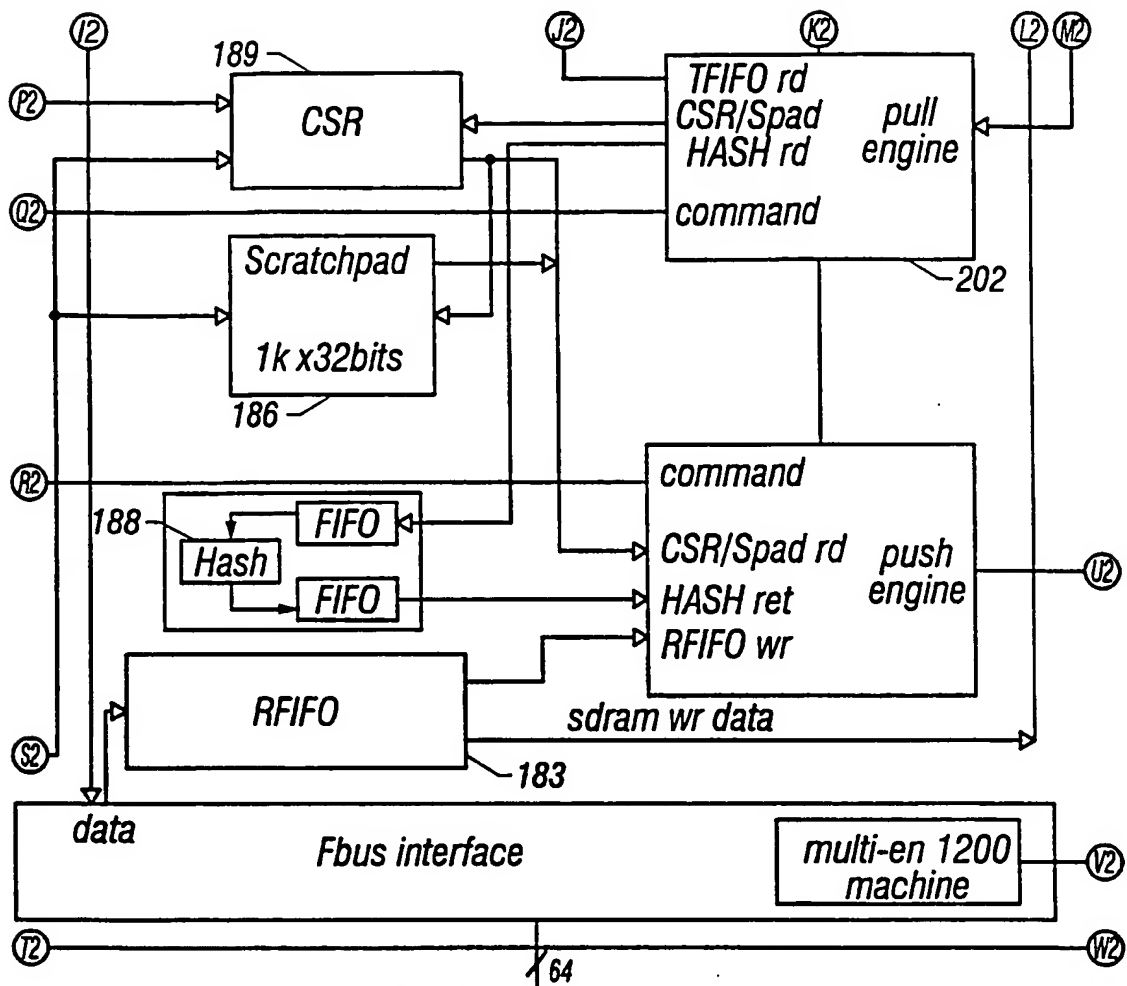 I2
J2
K2
L2
M2
189
P2
CSR
TFIFO rd
CSR/Spad
HASH rd
pull
engine
Q2
command
Scratchpad
1k x32bits
186
202
R2
command
188
FIFO
Hash
FIFO
CSR/Spad rd
HASH ret
RFIFO wr
push
engine
U2
RFIFO
sdram wr data
S2
183
data
Fbus interface
multi-en 1200
machine
V2
T2
W2
64